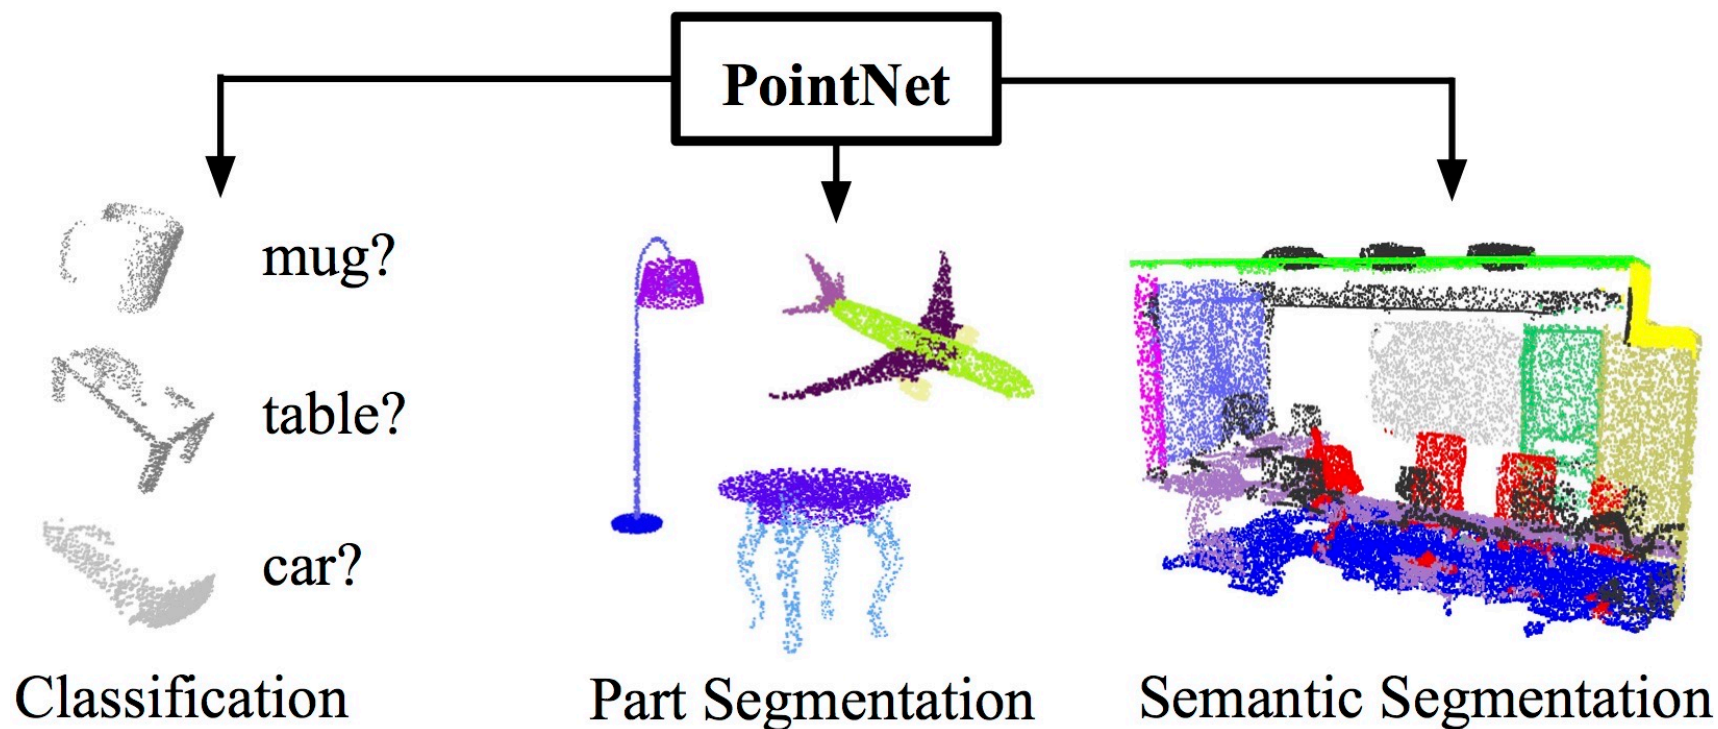 PointNet
mug?
table?
car?
Classification
Part Segmentation
Semantic Segmentation